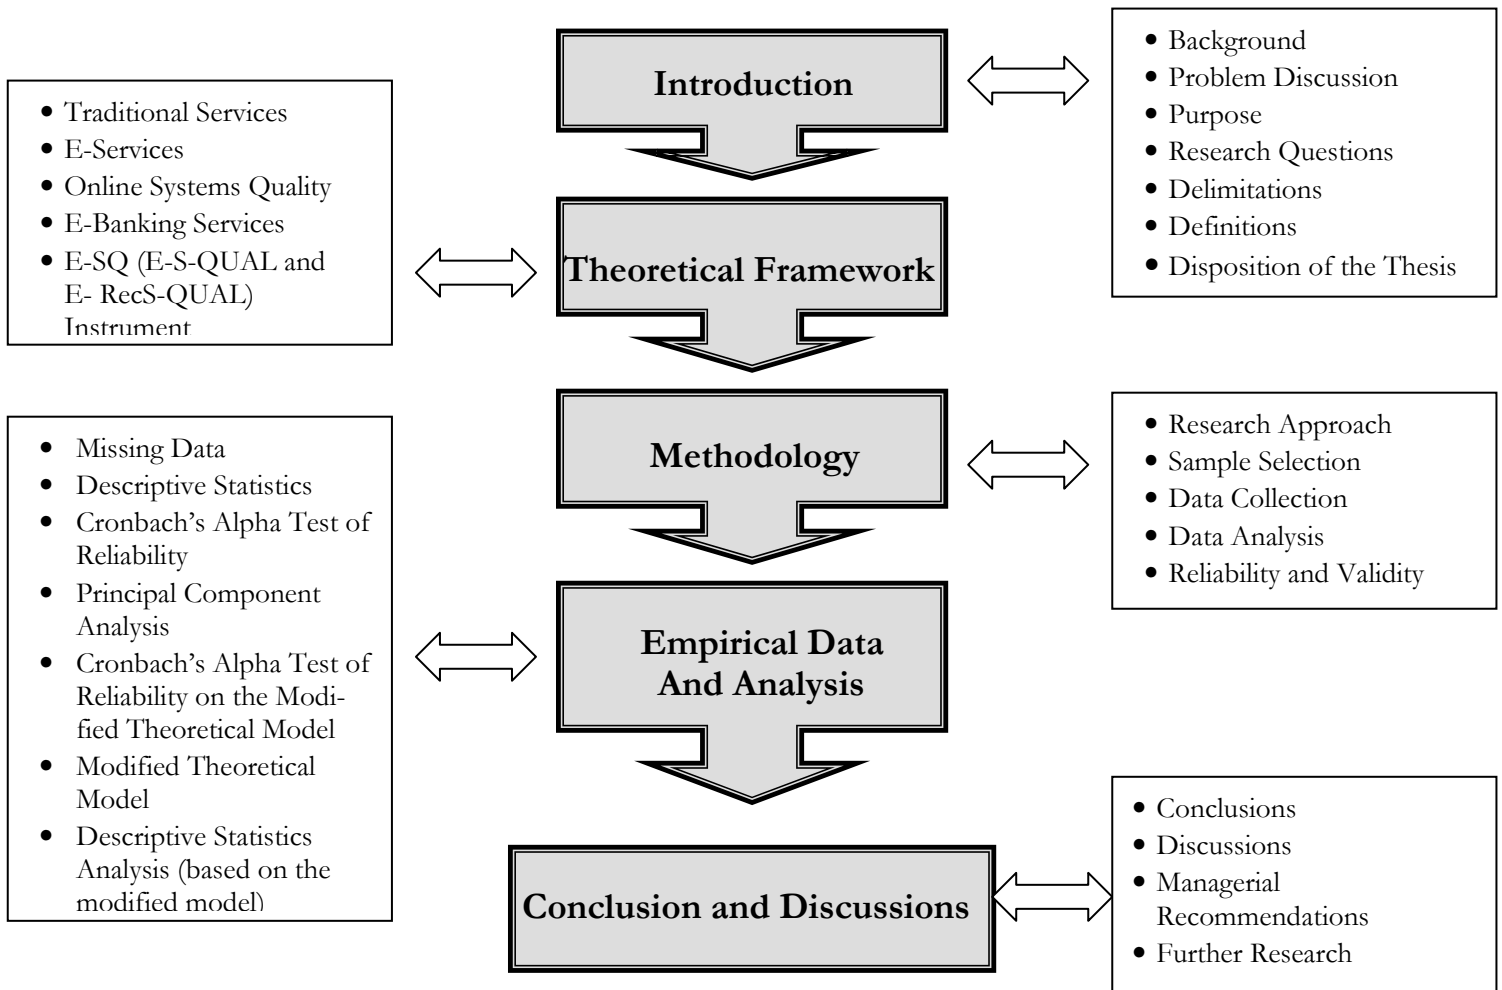 Introduction
• Background
• Problem Discussion
• Purpose
• Research Questions
• Delimitations
• Definitions
• Disposition of the Thesis
• Traditional Services
• E-Services
• Online Systems Quality
• E-Banking Services
• E-SQ (E-S-QUAL and
E- RecS-QUAL)
Instrument
Theoretical Framework
Methodology
• Research Approach
• Sample Selection
• Data Collection
• Data Analysis
• Reliability and Validity
• Missing Data
• Descriptive Statistics
• Cronbach’s Alpha Test of
Reliability
• Principal Component
Analysis
• Cronbach’s Alpha Test of
Reliability on the Modi-
fied Theoretical Model
• Modified Theoretical
Model
• Descriptive Statistics
Analysis (based on the
modified model)
Empirical Data
And Analysis
Conclusion and Discussions
• Conclusions
• Discussions
• Managerial
Recommendations
• Further Research